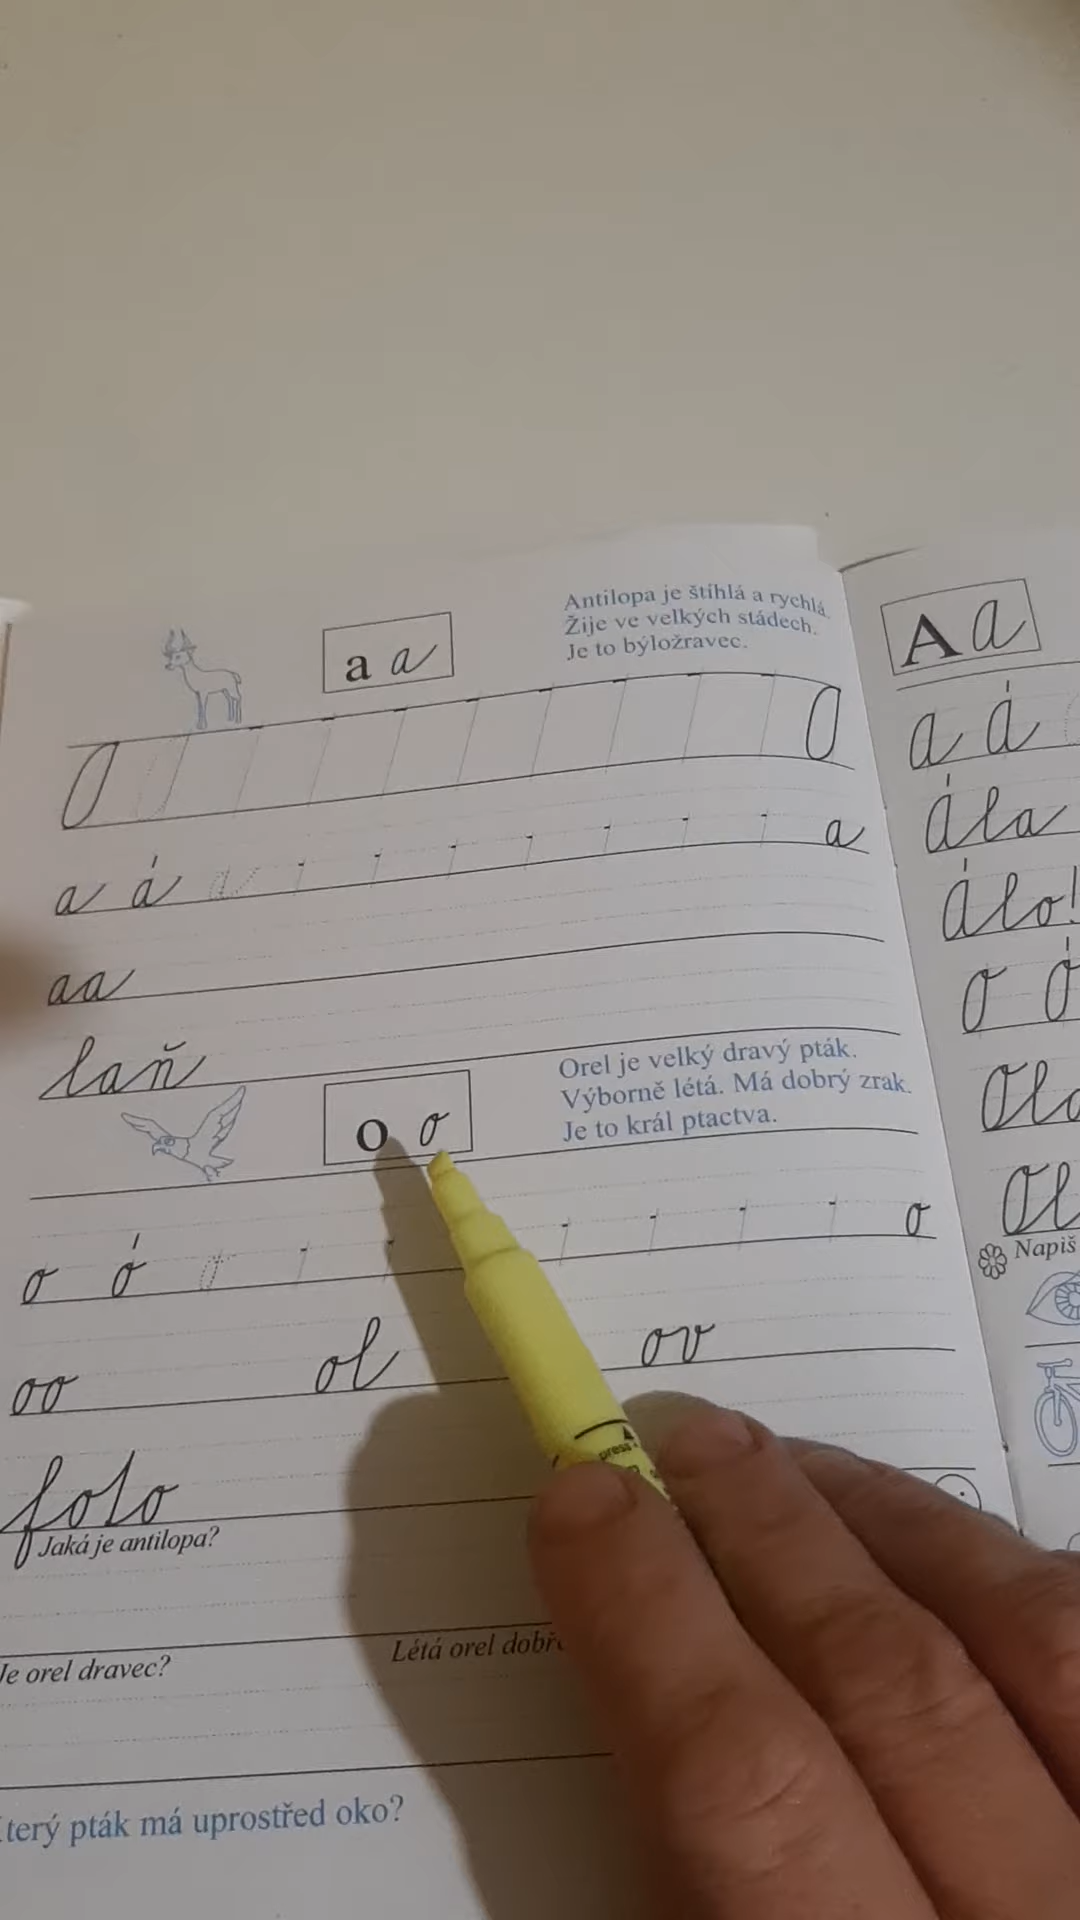 a a
Antilopa je štíhlá a rychlá.
Žije ve velkých stádech.
Je to býložravec.
O O
a á a a
aa
laň
o o
Orel je velký dravý pták.
Výborně létá. Má dobrý zrak.
Je to král ptactva.
o ó o o
oo ol ov
folo
Jaká je antilopa?
Je orel dravec? Létá orel
pták má uprostřed oko?
press
A A
a á
Ála
Álo!
O Ó
Napiš